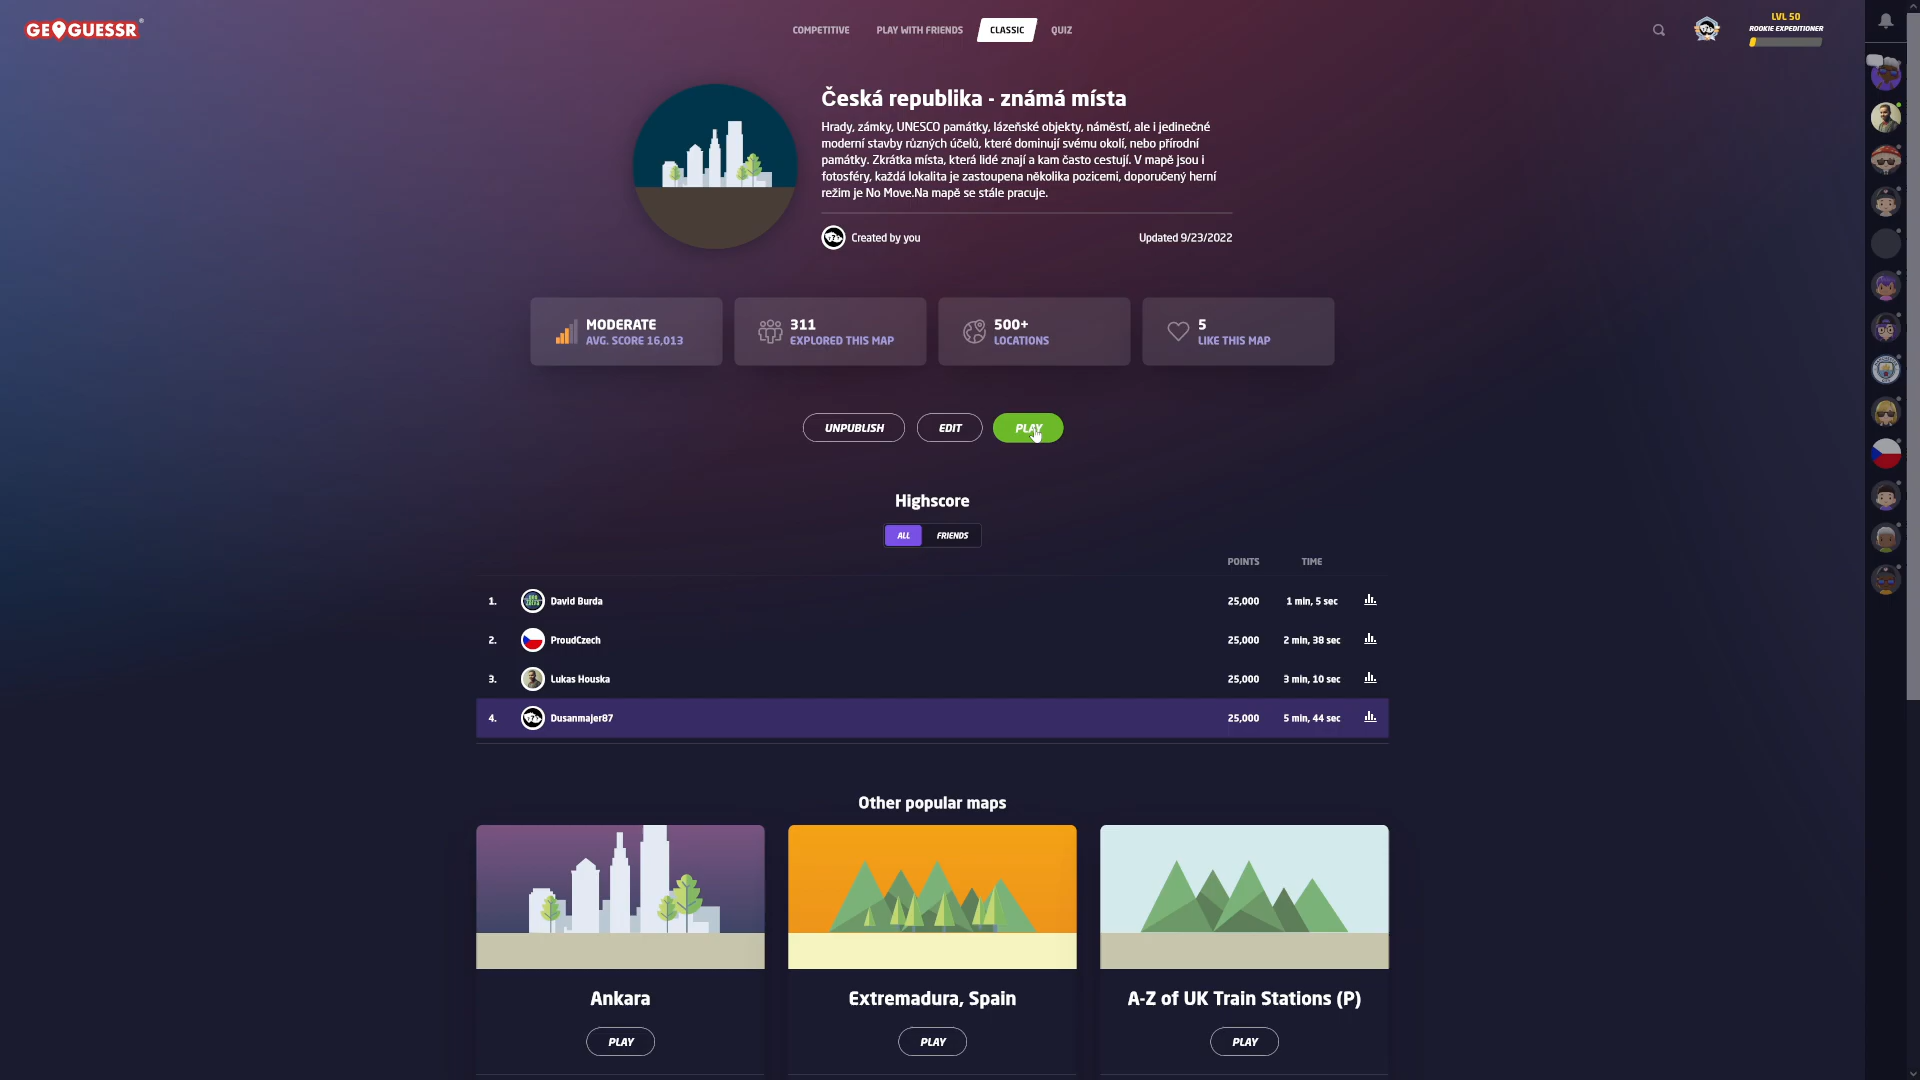 GEOGUESSR
COMPETITIVE
PLAY WITH FRIENDS
CLASSIC
QUIZ
LVL 50
ROOKIE EXPEDITIONER
Česká republika - známá místa
Hrady, zámky, UNESCO památky, lázeňské objekty, náměstí, ale i jedinečné
moderní stavby různých účelů, které dominují svému okolí, nebo přírodní
památky. Zkrátka místa, která lidé znají a kam často cestují. V mapě jsou i
fotosféry, každá lokalita je zastoupena několika pozicemi, doporučený herní
režim je No Move.Na mapě se stále pracuje.
Created by you
Updated 9/23/2022
MODERATE
AVG. SCORE 16,013
311
EXPLORED THIS MAP
500+
LOCATIONS
5
LIKE THIS MAP
UNPUBLISH
EDIT
PLAY
Highscore
ALL
FRIENDS
POINTS TIME
1. David Burda 25,000 1 min, 5 sec
2. ProudCzech 25,000 2 min, 38 sec
3. Lukas Houska 25,000 3 min, 10 sec
4. Dusanmajer87 25,000 5 min, 44 sec
Other popular maps
Ankara
PLAY
Extremadura, Spain
PLAY
A-Z of UK Train Stations (P)
PLAY